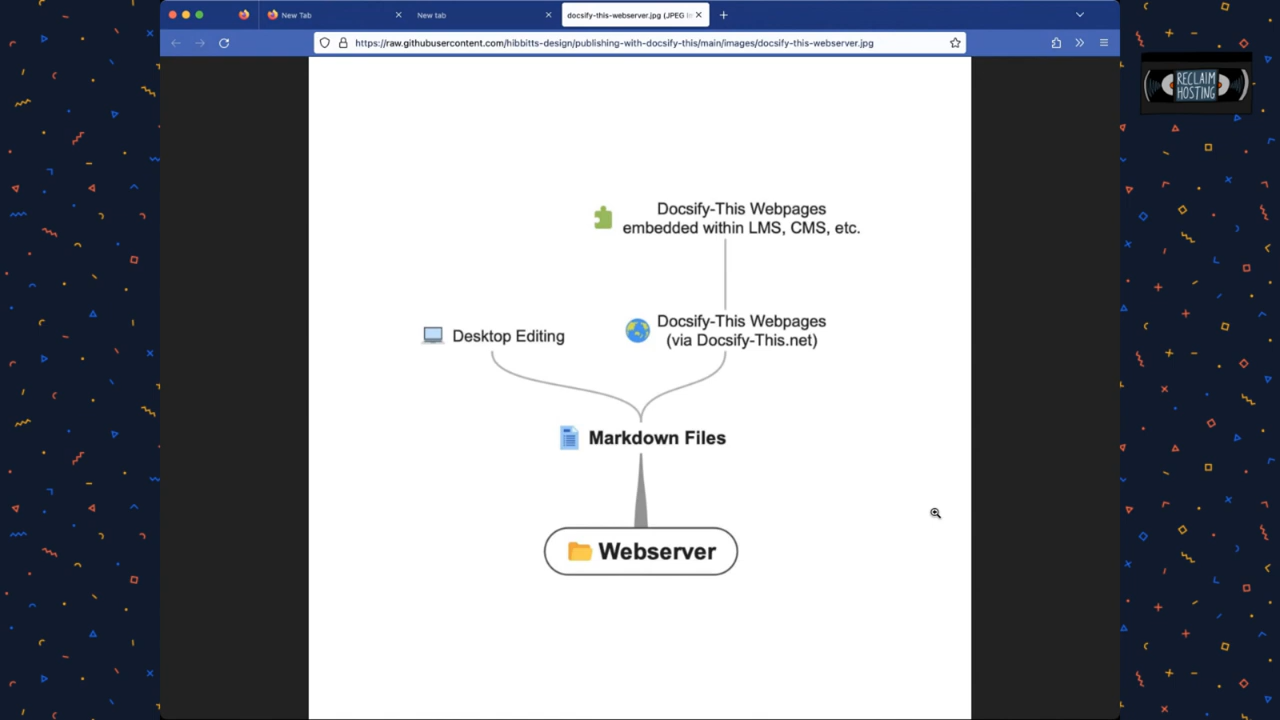 New Tab
New tab
docsify-this-webserver.jpg (JPEG I
https://raw.githubusercontent.com/hibbitts-design/publishing-with-docsify-this/main/images/docsify-this-webserver.jpg
RECLAIM
HOSTING
Docsify-This Webpages
embedded within LMS, CMS, etc.
Desktop Editing
Docsify-This Webpages
(via Docsify-This.net)
Markdown Files
Webserver